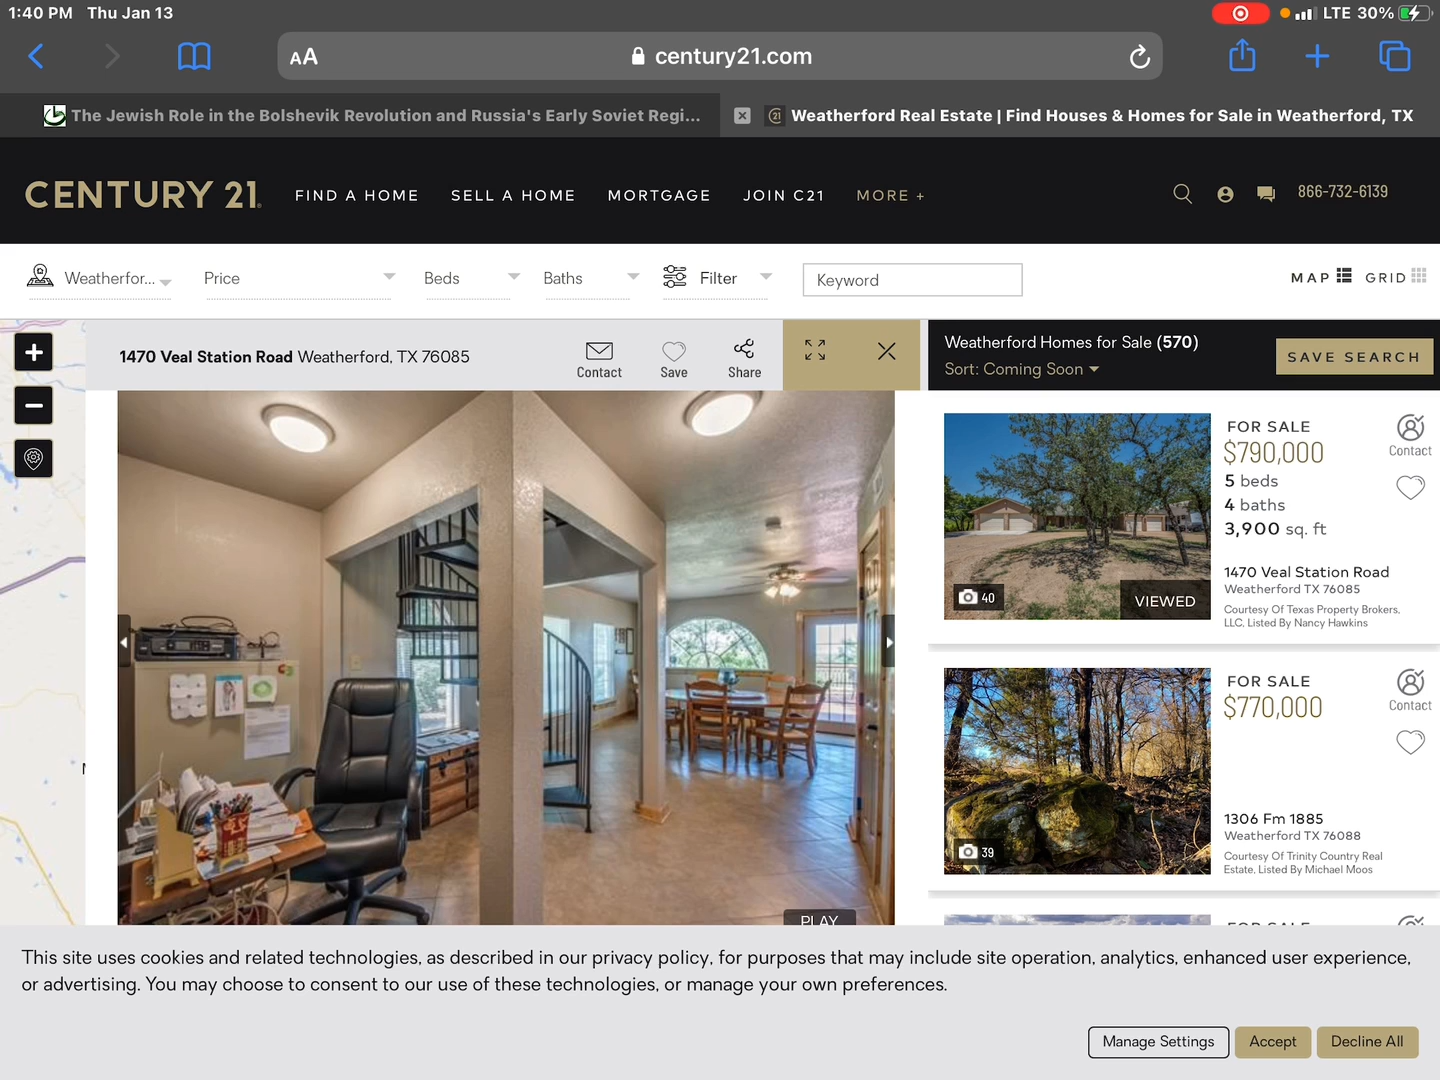 1:40 PM Thu Jan 13
LTE 30%
AA
century21.com
The Jewish Role in the Bolshevik Revolution and Russia's Early Soviet Regi...
Weatherford Real Estate | Find Houses & Homes for Sale in Weatherford, TX
CENTURY 21.
FIND A HOME
SELL A HOME
MORTGAGE
JOIN C21
MORE +
866-732-6139
Weatherfor...
Price
Beds
Baths
Filter
Keyword
MAP
GRID
1470 Veal Station Road Weatherford, TX 76085
Contact
Save
Share
PLAY
Weatherford Homes for Sale (570)
Sort: Coming Soon
SAVE SEARCH
40
VIEWED
FOR SALE
$790,000
5 beds
4 baths
3,900 sq. ft
1470 Veal Station Road
Weatherford TX 76085
Courtesy Of Texas Property Brokers,
LLC, Listed By Nancy Hawkins
Contact
39
FOR SALE
$770,000
1306 Fm 1885
Weatherford TX 76088
Courtesy Of Trinity Country Real
Estate, Listed By Michael Moos
Contact
FOR SALE
This site uses cookies and related technologies, as described in our privacy policy, for purposes that may include site operation, analytics, enhanced user experience,
or advertising. You may choose to consent to our use of these technologies, or manage your own preferences.
Manage Settings
Accept
Decline All